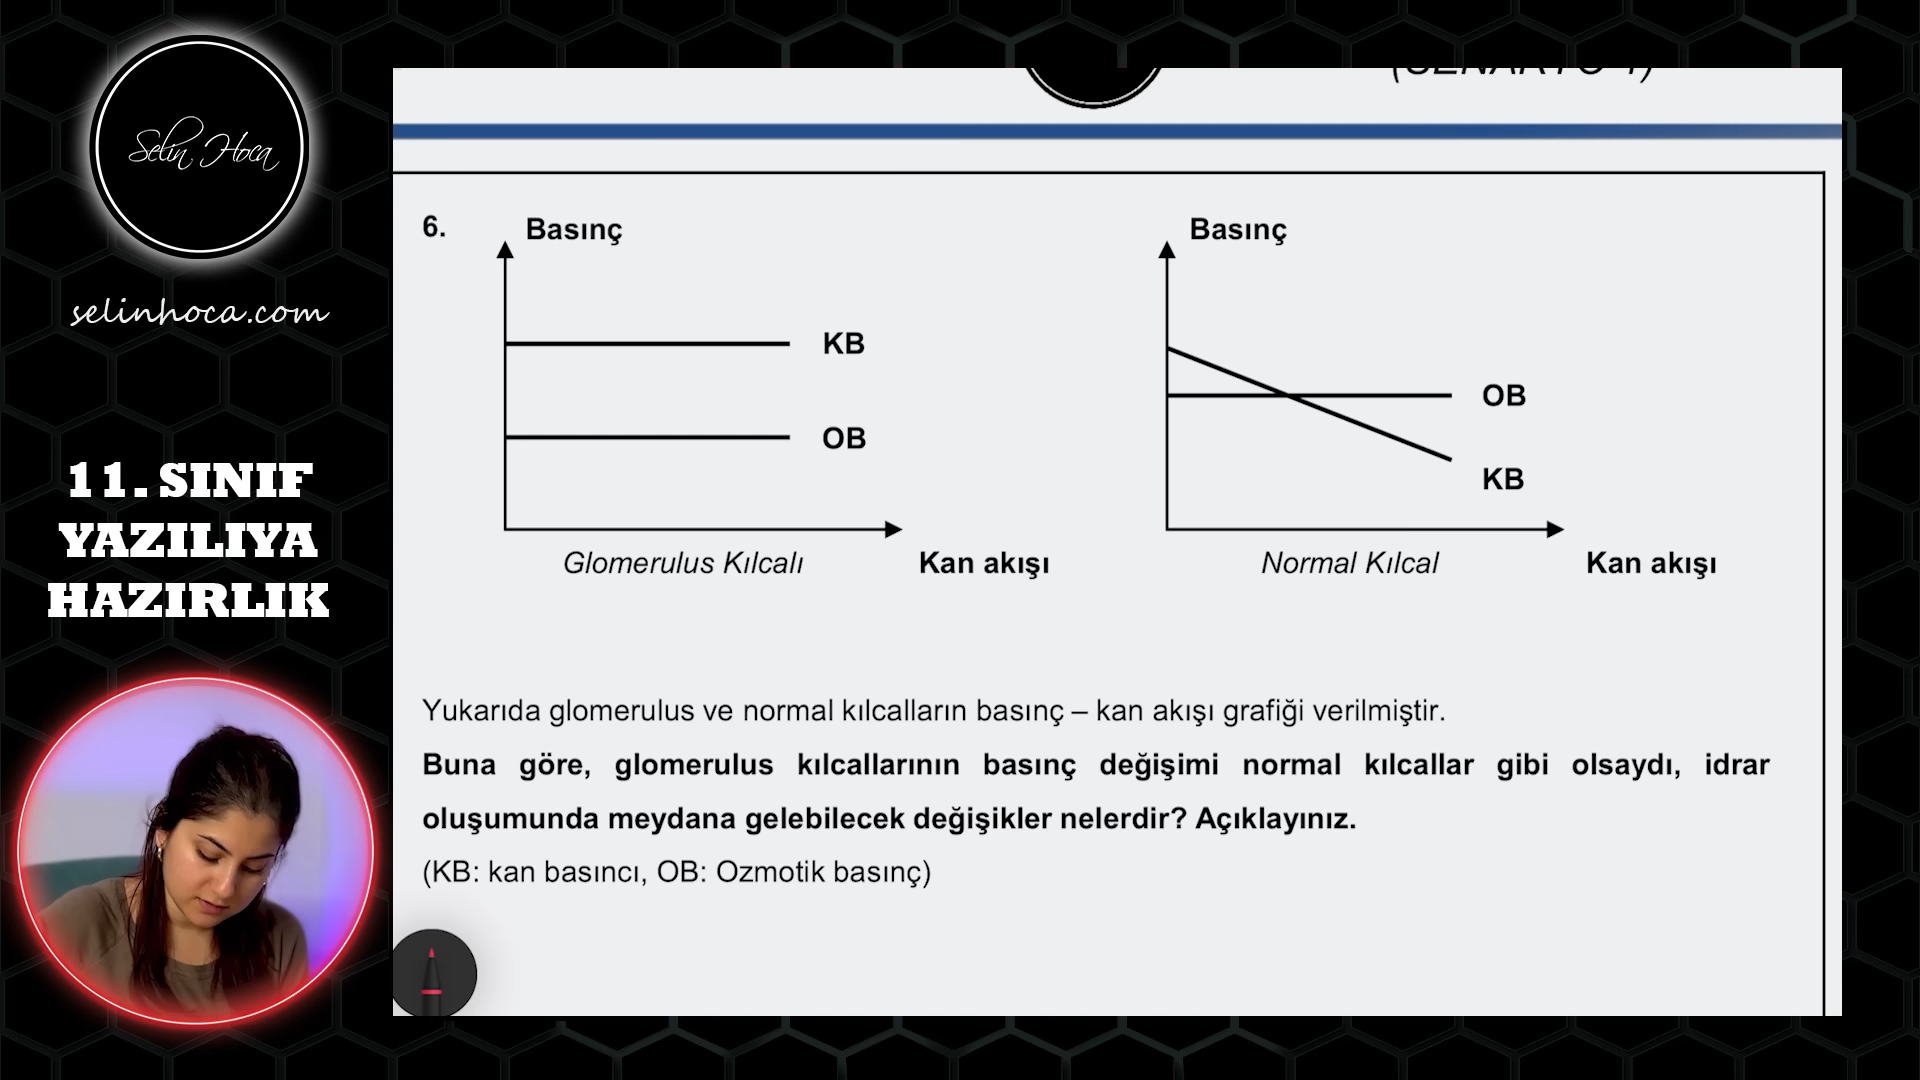 Selin Hoca
selinhoca.com
11. SINIF
YAZILIYA
HAZIRLIK
(SENARYO 1)
6.
Basınç
KB
OB
Glomerulus Kılcalı
Kan akışı
Basınç
OB
KB
Normal Kılcal
Kan akışı
Yukarıda glomerulus ve normal kılcalların basınç – kan akışı grafiği verilmiştir.
Buna göre, glomerulus kılcallarının basınç değişimi normal kılcallar gibi olsaydı, idrar
oluşumunda meydana gelebilecek değişikler nelerdir? Açıklayınız.
(KB: kan basıncı, OB: Ozmotik basınç)